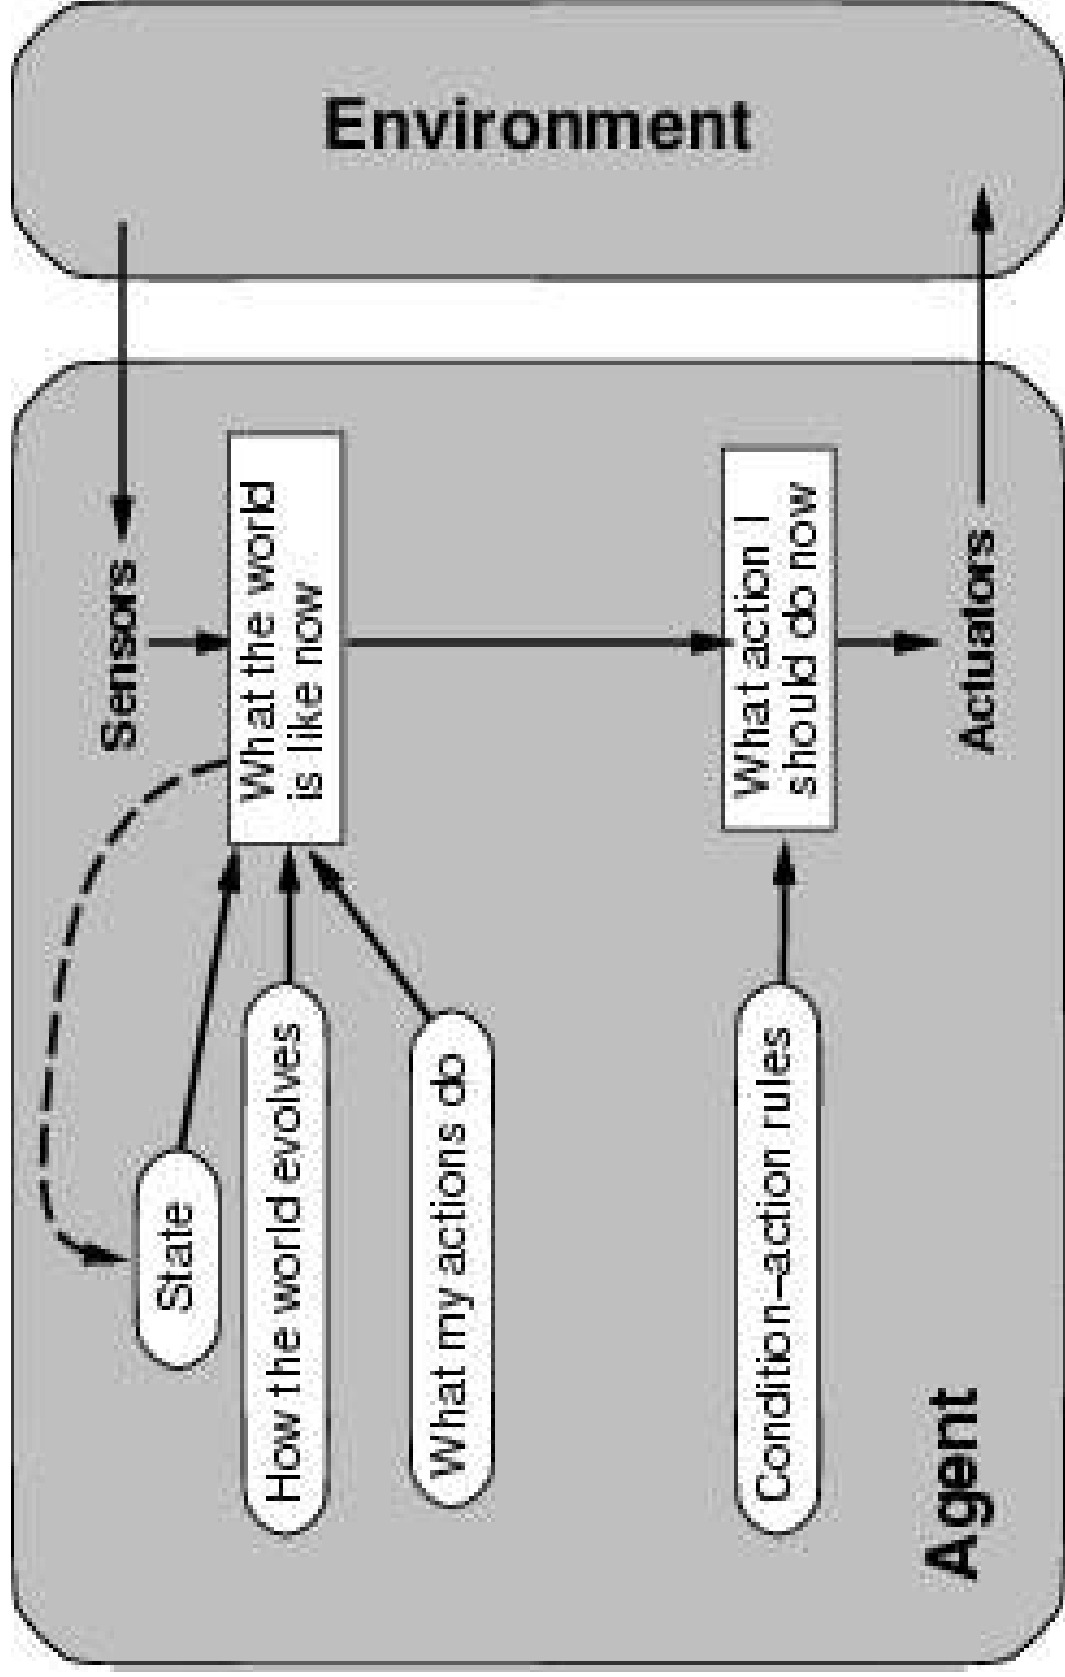 Sensors
State
How the world evolves
What my actions do
What the world
is like now
Condition–action rules
What action I
should do now
Agent
Actuators
Environment